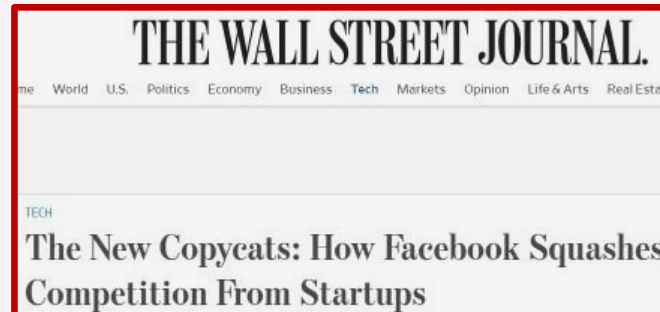 THE WALL STREET JOURNAL.
me World U.S. Politics Economy Business Tech Markets Opinion Life & Arts Real Esta
TECH
The New Copycats: How Facebook Squashes
Competition From Startups